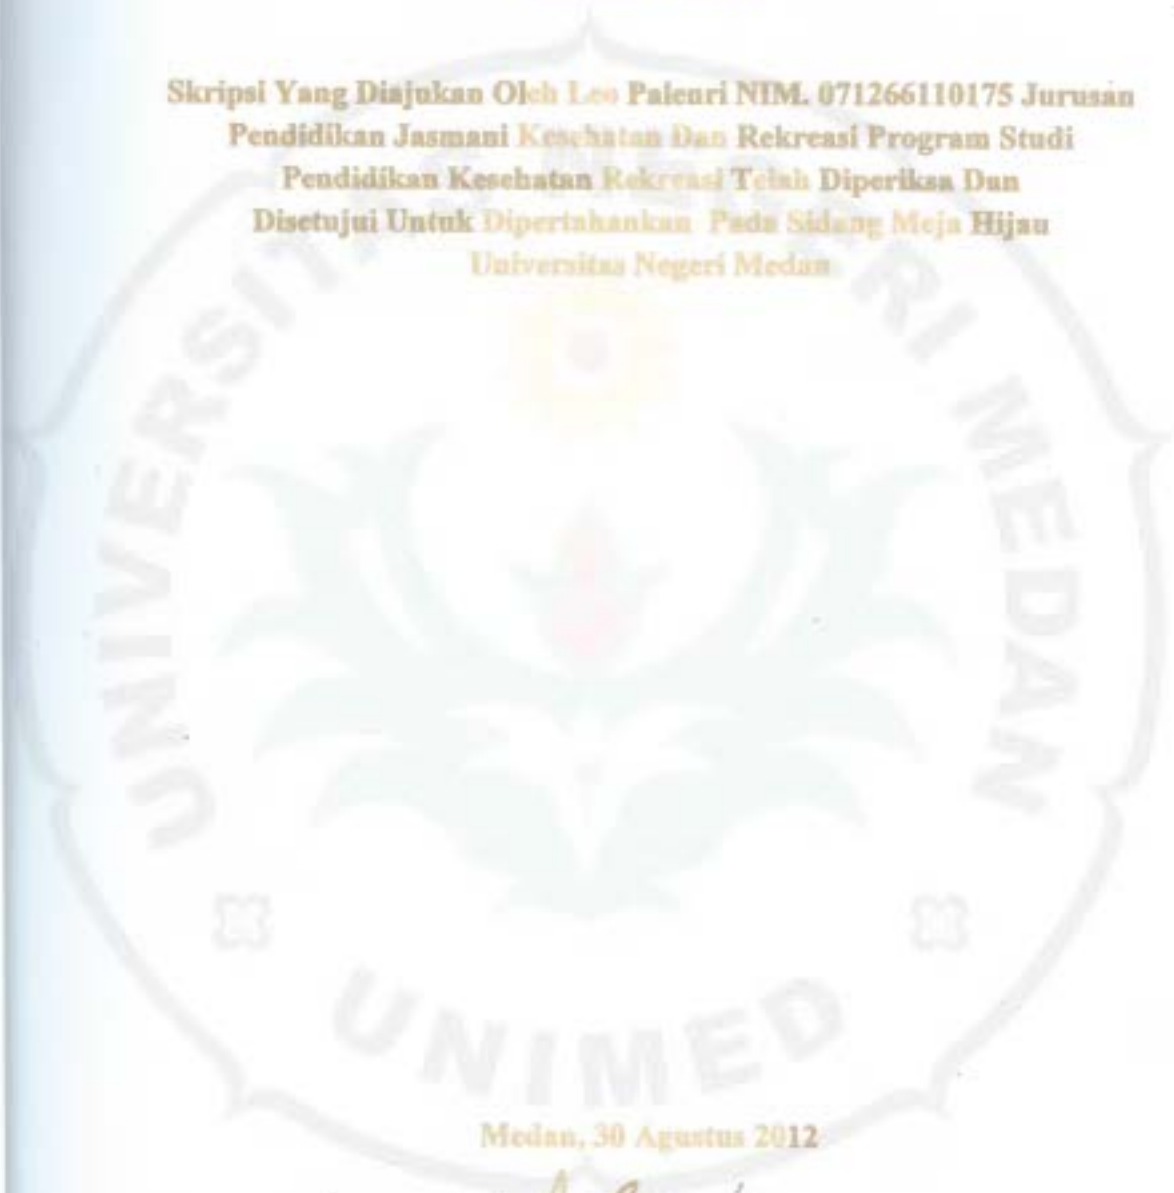 Skripsi Yang Diajukan Oleh Leo Palenri NIM. 071266110175 Jurusan
Pendidikan Jasmani Kesehatan Dan Rekreasi Program Studi
Pendidikan Kesehatan Rekreasi Telah Diperiksa Dan
Disetujui Untuk Dipertahankan Pada Sidang Meja Hijau
Universitas Negeri Medan
UNIVERSITAS NEGERI MEDAN
UNIMED
Medan, 30 Agustus 2012